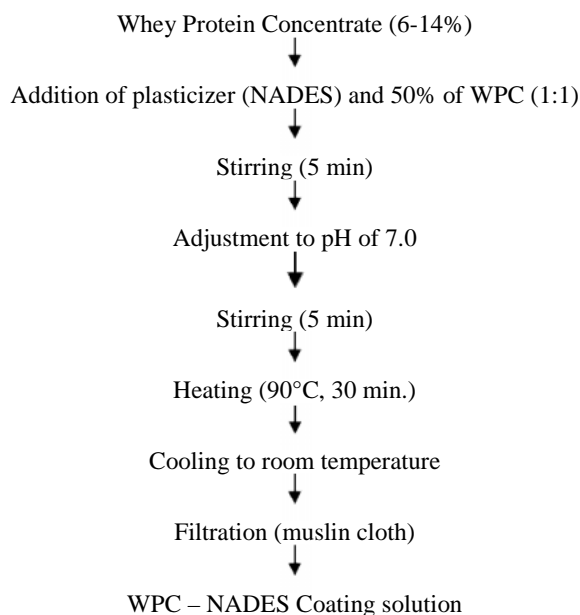 Whey Protein Concentrate (6-14%)
Addition of plasticizer (NADES) and 50% of WPC (1:1)
Stirring (5 min)
Adjustment to pH of 7.0
Stirring (5 min)
Heating (90°C, 30 min.)
Cooling to room temperature
Filtration (muslin cloth)
WPC – NADES Coating solution